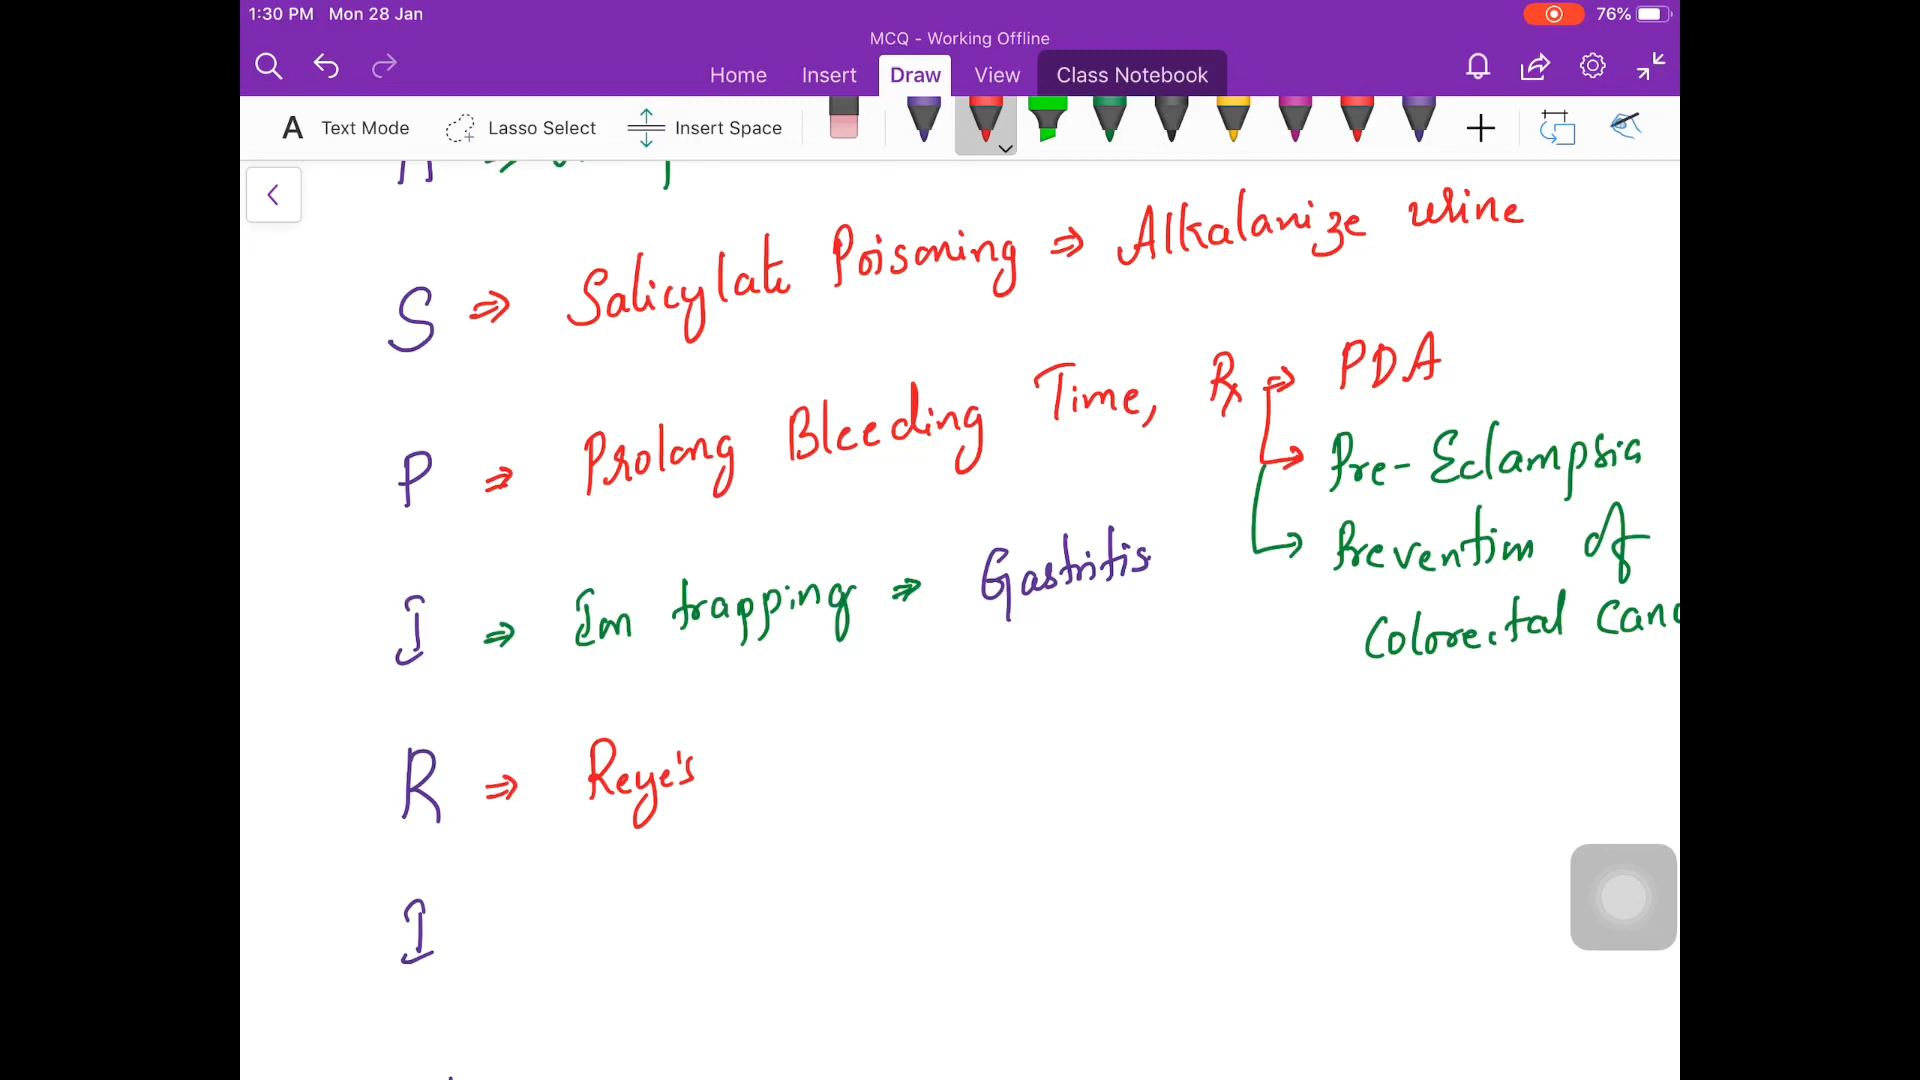 1:30 PM Mon 28 Jan
76%
MCQ - Working Offline
Home Insert Draw View Class Notebook
A Text Mode Lasso Select Insert Space
S ⇒ Salicylate Poisoning ⇒ Alkalanize urine
P ⇒ Prolong Bleeding Time, Rx ⇒ PDA
→ Pre-Eclampsia
→ Prevention of
Colorectal Canc
I ⇒ Ion trapping ⇒ Gastritis
R ⇒ Reye's
I